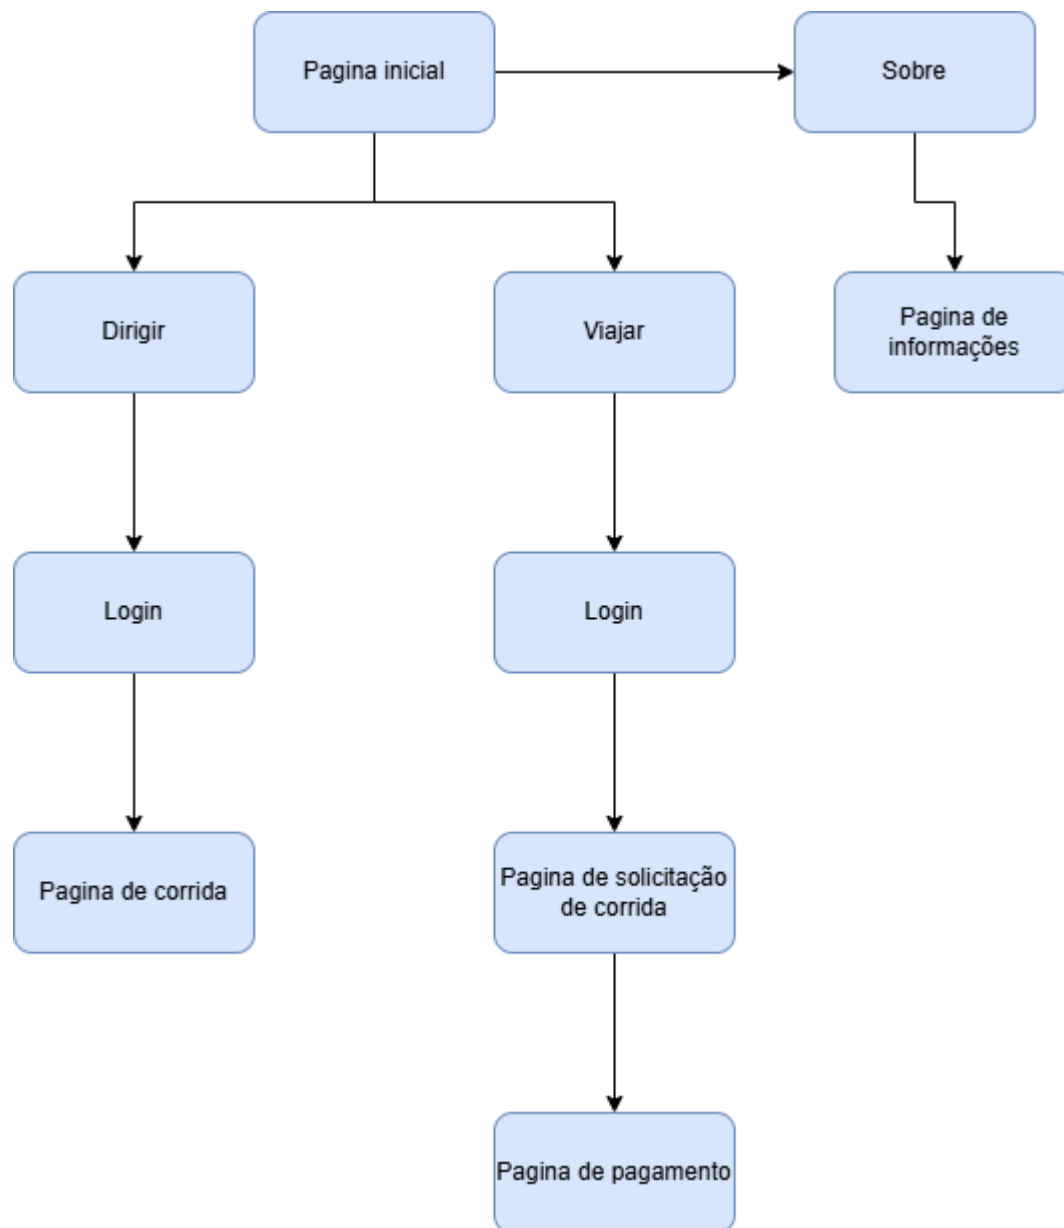 Pagina inicial
Sobre
Dirigir
Viajar
Pagina de
informações
Login
Login
Pagina de corrida
Pagina de solicitação
de corrida
Pagina de pagamento